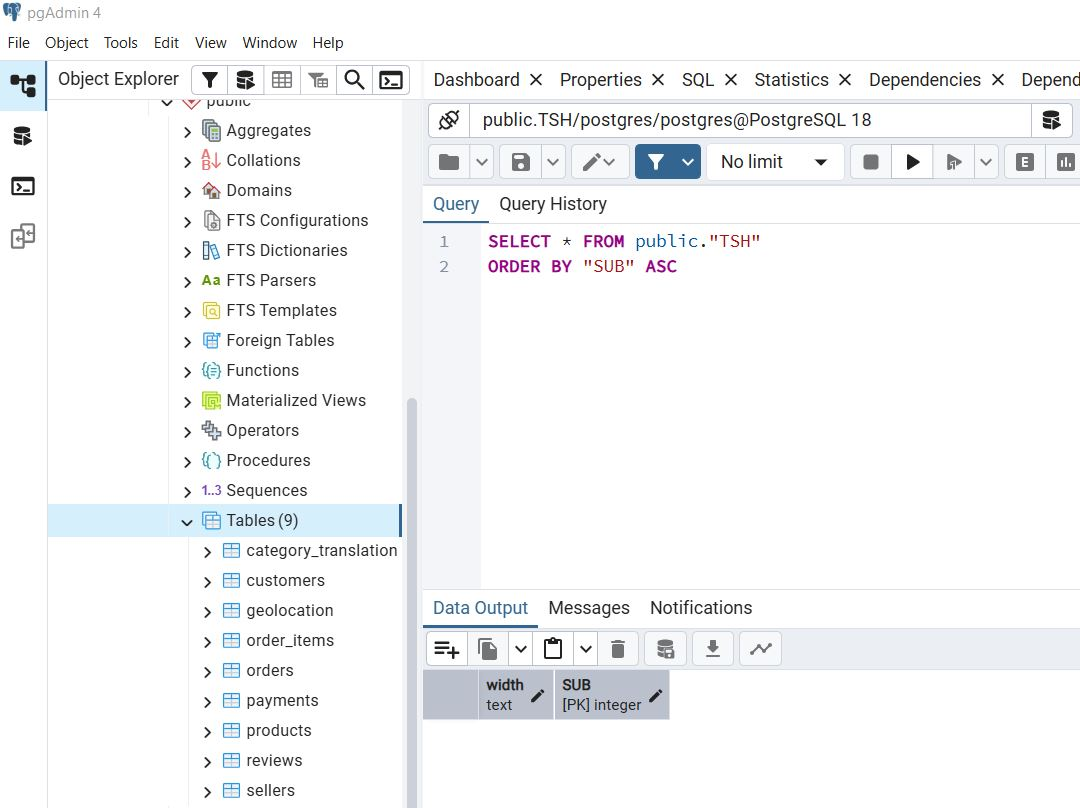 pgAdmin 4
File Object Tools Edit View Window Help
Object Explorer
Dashboard Properties SQL Statistics Dependencies Depend
public
Aggregates
Collations
Domains
FTS Configurations
FTS Dictionaries
Aa FTS Parsers
FTS Templates
Foreign Tables
Functions
Materialized Views
Operators
Procedures
1..3 Sequences
Tables (9)
category_translation
customers
geolocation
order_items
orders
payments
products
reviews
sellers
public.TSH/postgres/postgres@PostgreSQL 18
No limit
E
Query Query History
1 SELECT * FROM public."TSH"
2 ORDER BY "SUB" ASC
Data Output Messages Notifications
width SUB
text [PK] integer